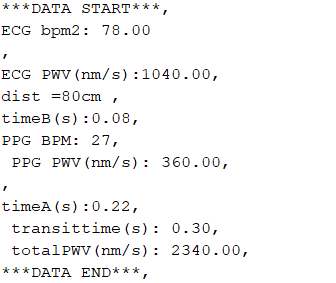 ***DATA START***,
ECG bpm2: 78.00
,
ECG PWV(nm/s):1040.00,
dist =80cm ,
timeB(s):0.08,
PPG BPM: 27,
PPG PWV(nm/s): 360.00,
,
timeA(s):0.22,
transittime(s): 0.30,
totalPWV(nm/s): 2340.00,
***DATA END***,